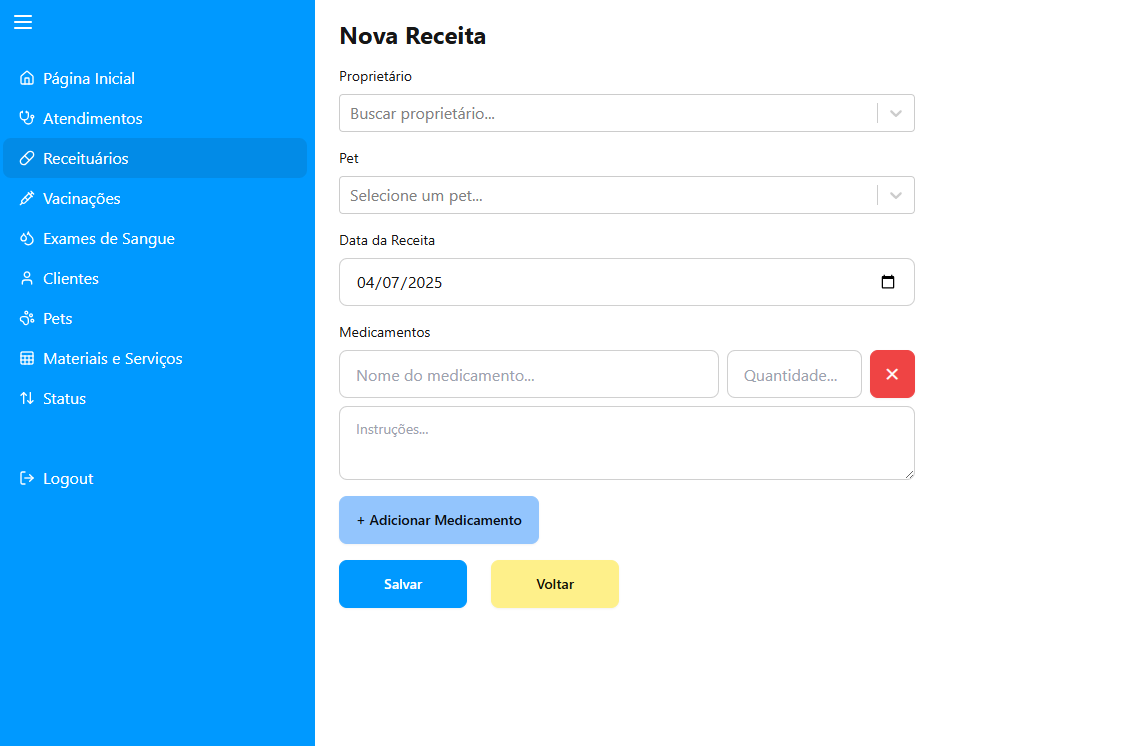 Página Inicial
Atendimentos
Receituários
Vacinações
Exames de Sangue
Clientes
Pets
Materiais e Serviços
Status
Logout
Nova Receita
Proprietário
Buscar proprietário...
Pet
Selecione um pet...
Data da Receita
04/07/2025
Medicamentos
Nome do medicamento... Quantidade...
Instruções...
+ Adicionar Medicamento
Salvar Voltar